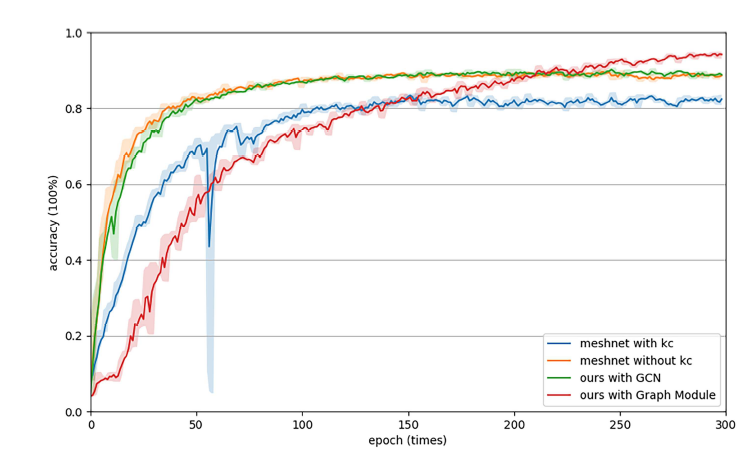 1.0
0.8
0.6
0.4
0.2
0.0
accuracy (100%)
0 50 100 150 200 250 300
epoch (times)
meshnet with kc
meshnet without kc
ours with GCN
ours with Graph Module